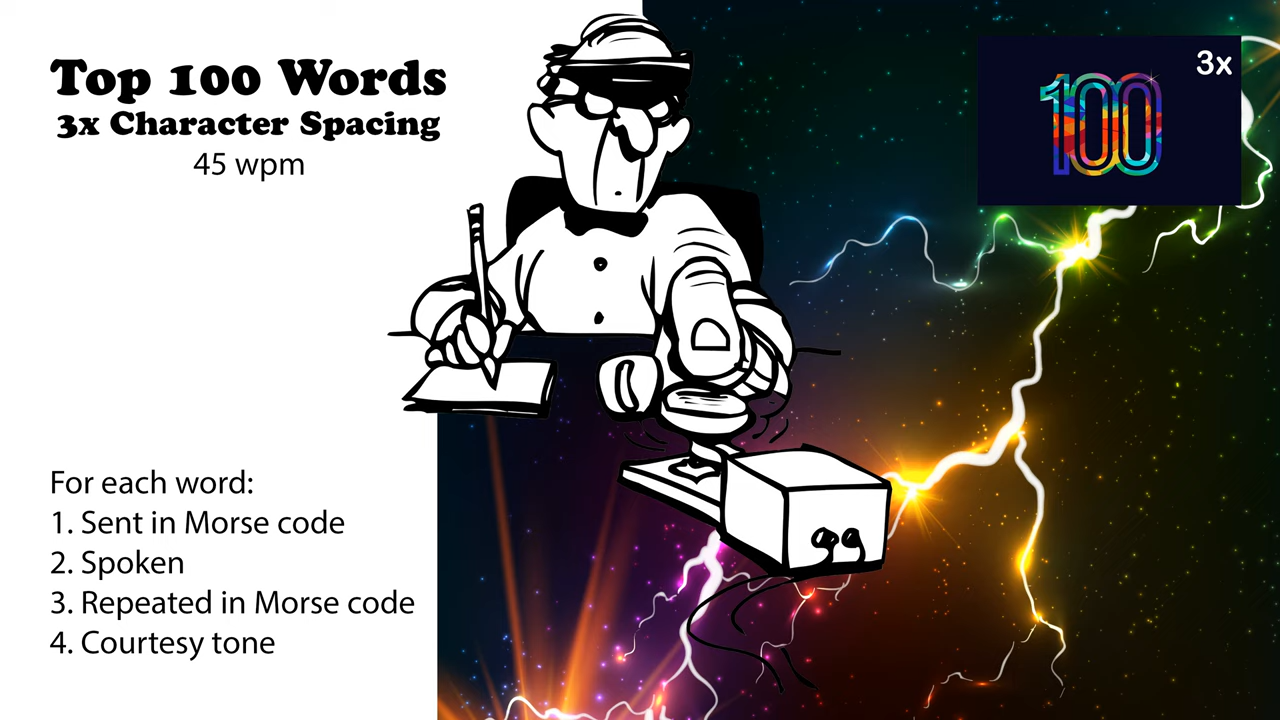 Top 100 Words
3x Character Spacing
45 wpm
3x
100
For each word:
1. Sent in Morse code
2. Spoken
3. Repeated in Morse code
4. Courtesy tone